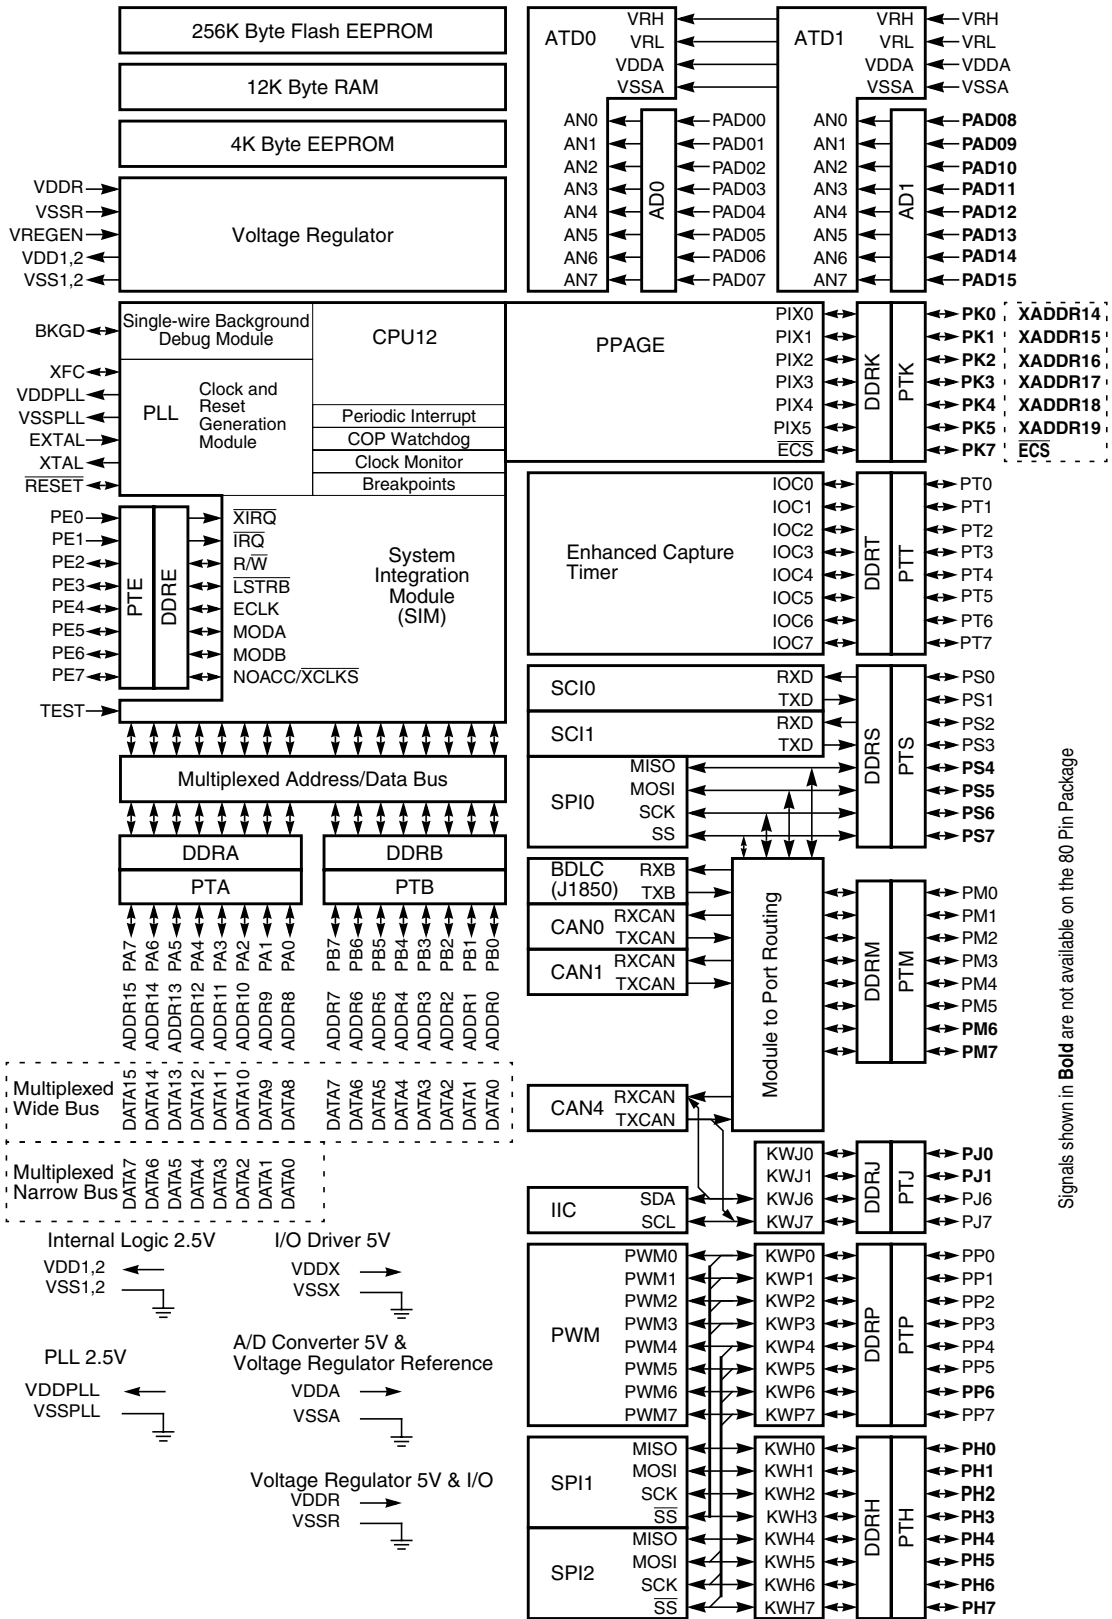 256K Byte Flash EEPROM
12K Byte RAM
4K Byte EEPROM
VDDR
VSSR
VREGEN
VDD1,2
VSS1,2
Voltage Regulator
ATD0
VRH
VRL
VDDA
VSSA
AN0
AN1
AN2
AN3
AN4
AN5
AN6
AN7
AD0
PAD00
PAD01
PAD02
PAD03
PAD04
PAD05
PAD06
PAD07
ATD1
VRH
VRL
VDDA
VSSA
VRH
VRL
VDDA
VSSA
AN0
AN1
AN2
AN3
AN4
AN5
AN6
AN7
AD1
PAD08
PAD09
PAD10
PAD11
PAD12
PAD13
PAD14
PAD15
BKGD
XFC
VDDPLL
VSSPLL
EXTAL
XTAL
RESET
Single-wire Background
Debug Module
CPU12
PLL
Clock and
Reset
Generation
Module
Periodic Interrupt
COP Watchdog
Clock Monitor
Breakpoints
PPAGE
PIX0
PIX1
PIX2
PIX3
PIX4
PIX5
ECS
DDRK
PTK
PK0 XADDR14
PK1 XADDR15
PK2 XADDR16
PK3 XADDR17
PK4 XADDR18
PK5 XADDR19
PK7 ECS
PE0
PE1
PE2
PE3
PE4
PE5
PE6
PE7
TEST
PTE
DDRE
XIRQ
IRQ
R/W
LSTRB
ECLK
MODA
MODB
NOACC/XCLKS
System
Integration
Module
(SIM)
Enhanced Capture
Timer
IOC0
IOC1
IOC2
IOC3
IOC4
IOC5
IOC6
IOC7
DDRT
PTT
PT0
PT1
PT2
PT3
PT4
PT5
PT6
PT7
SCI0
RXD
TXD
SCI1
RXD
TXD
SPI0
MISO
MOSI
SCK
SS
DDRS
PTS
PS0
PS1
PS2
PS3
PS4
PS5
PS6
PS7
Multiplexed Address/Data Bus
DDRA
PTA
DDRB
PTB
PA7
PA6
PA5
PA4
PA3
PA2
PA1
PA0
PB7
PB6
PB5
PB4
PB3
PB2
PB1
PB0
ADDR15
ADDR14
ADDR13
ADDR12
ADDR11
ADDR10
ADDR9
ADDR8
ADDR7
ADDR6
ADDR5
ADDR4
ADDR3
ADDR2
ADDR1
ADDR0
Multiplexed
Wide Bus
DATA15
DATA14
DATA13
DATA12
DATA11
DATA10
DATA9
DATA8
DATA7
DATA6
DATA5
DATA4
DATA3
DATA2
DATA1
DATA0
Multiplexed
Narrow Bus
DATA7
DATA6
DATA5
DATA4
DATA3
DATA2
DATA1
DATA0
BDLC
(J1850)
RXB
TXB
CAN0
RXCAN
TXCAN
CAN1
RXCAN
TXCAN
CAN4
RXCAN
TXCAN
Module to Port Routing
DDRM
PTM
PM0
PM1
PM2
PM3
PM4
PM5
PM6
PM7
IIC
SDA
SCL
KWJ0
KWJ1
KWJ6
KWJ7
DDRJ
PTJ
PJ0
PJ1
PJ6
PJ7
PWM
PWM0
PWM1
PWM2
PWM3
PWM4
PWM5
PWM6
PWM7
KWP0
KWP1
KWP2
KWP3
KWP4
KWP5
KWP6
KWP7
DDRP
PTP
PP0
PP1
PP2
PP3
PP4
PP5
PP6
PP7
SPI1
MISO
MOSI
SCK
SS
SPI2
MISO
MOSI
SCK
SS
KWH0
KWH1
KWH2
KWH3
KWH4
KWH5
KWH6
KWH7
DDRH
PTH
PH0
PH1
PH2
PH3
PH4
PH5
PH6
PH7
Internal Logic 2.5V
VDD1,2
VSS1,2
I/O Driver 5V
VDDX
VSSX
PLL 2.5V
VDDPLL
VSSPLL
A/D Converter 5V &
Voltage Regulator Reference
VDDA
VSSA
Voltage Regulator 5V & I/O
VDDR
VSSR
Signals shown in Bold are not available on the 80 Pin Package